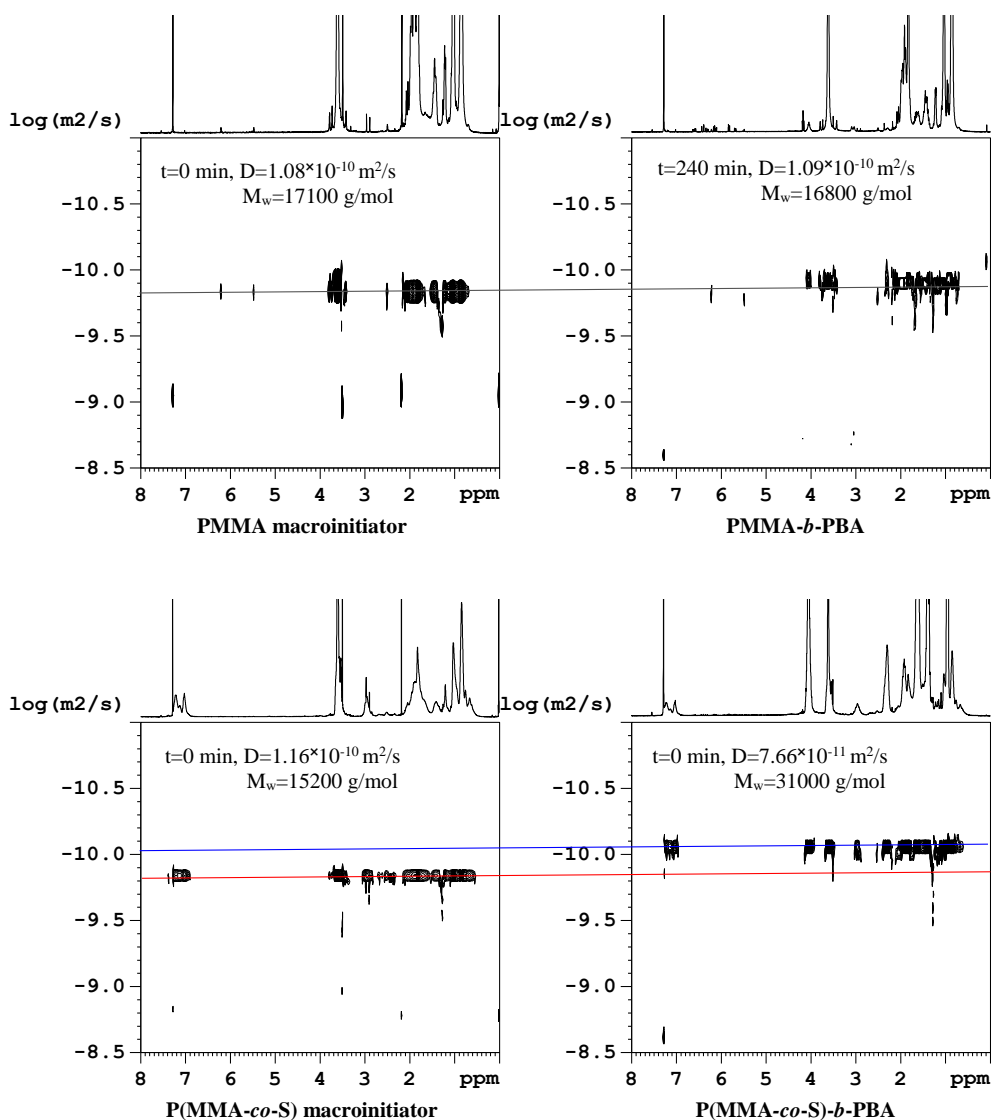 log(m2/s)
t=0 min, D=1.08×10-10 m2/s
Mw=17100 g/mol
-10.5
-10.0
-9.5
-9.0
-8.5
8 7 6 5 4 3 2 ppm
PMMA macroinitiator
log(m2/s)
t=240 min, D=1.09×10-10 m2/s
Mw=16800 g/mol
-10.5
-10.0
-9.5
-9.0
-8.5
8 7 6 5 4 3 2 ppm
PMMA-b-PBA
log(m2/s)
t=0 min, D=1.16×10-10 m2/s
Mw=15200 g/mol
-10.5
-10.0
-9.5
-9.0
-8.5
8 7 6 5 4 3 2 ppm
P(MMA-co-S) macroinitiator
log(m2/s)
t=0 min, D=7.66×10-11 m2/s
Mw=31000 g/mol
-10.5
-10.0
-9.5
-9.0
-8.5
8 7 6 5 4 3 2 ppm
P(MMA-co-S)-b-PBA